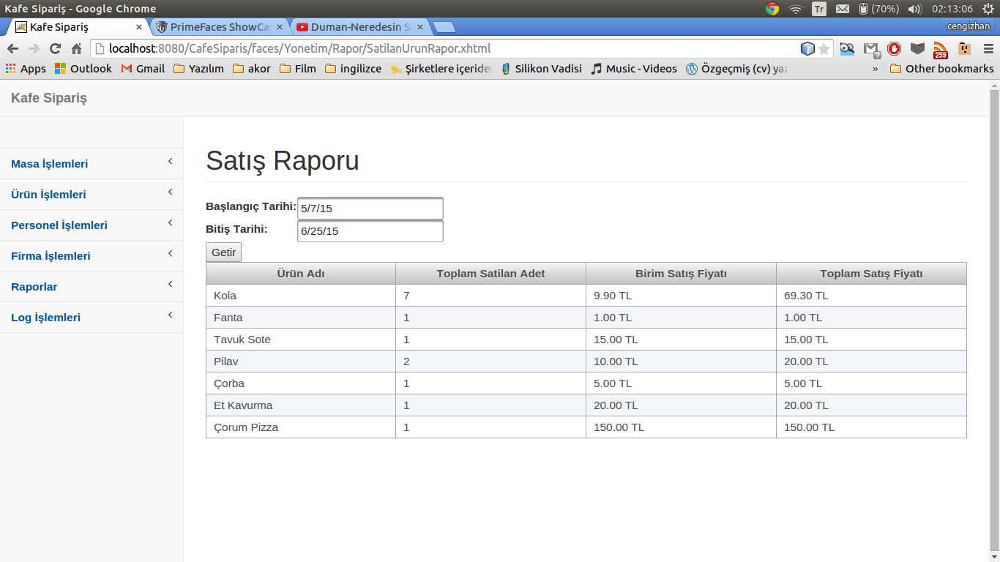 Kafe Sipariş - Google Chrome Tr (70%) 02:13:06
Kafe Sipariş PrimeFaces ShowCa Duman-Neredesin S cengizhan
localhost:8080/CafeSiparis/faces/Yonetim/Rapor/SatilanUrunRapor.xhtml ? 259
Apps Outlook Gmail Yazılım akor Film ingilizce Şirketlere içeride Silikon Vadisi Music - Videos Özgeçmiş (cv) yaz » Other bookmarks
Kafe Sipariş
Masa İşlemleri
Ürün İşlemleri
Personel İşlemleri
Firma İşlemleri
Raporlar
Log İşlemleri
Satış Raporu
Başlangıç Tarihi: 5/7/15
Bitiş Tarihi: 6/25/15
Getir
Ürün Adı Toplam Satilan Adet Birim Satış Fiyatı Toplam Satış Fiyatı
Kola 7 9.90 TL 69.30 TL
Fanta 1 1.00 TL 1.00 TL
Tavuk Sote 1 15.00 TL 15.00 TL
Pilav 2 10.00 TL 20.00 TL
Çorba 1 5.00 TL 5.00 TL
Et Kavurma 1 20.00 TL 20.00 TL
Çorum Pizza 1 150.00 TL 150.00 TL